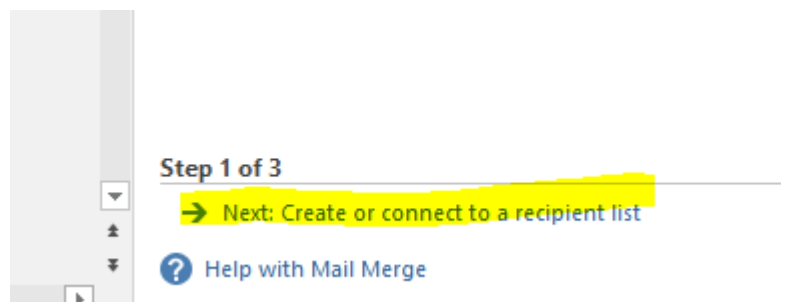 Step 1 of 3
Next: Create or connect to a recipient list
Help with Mail Merge